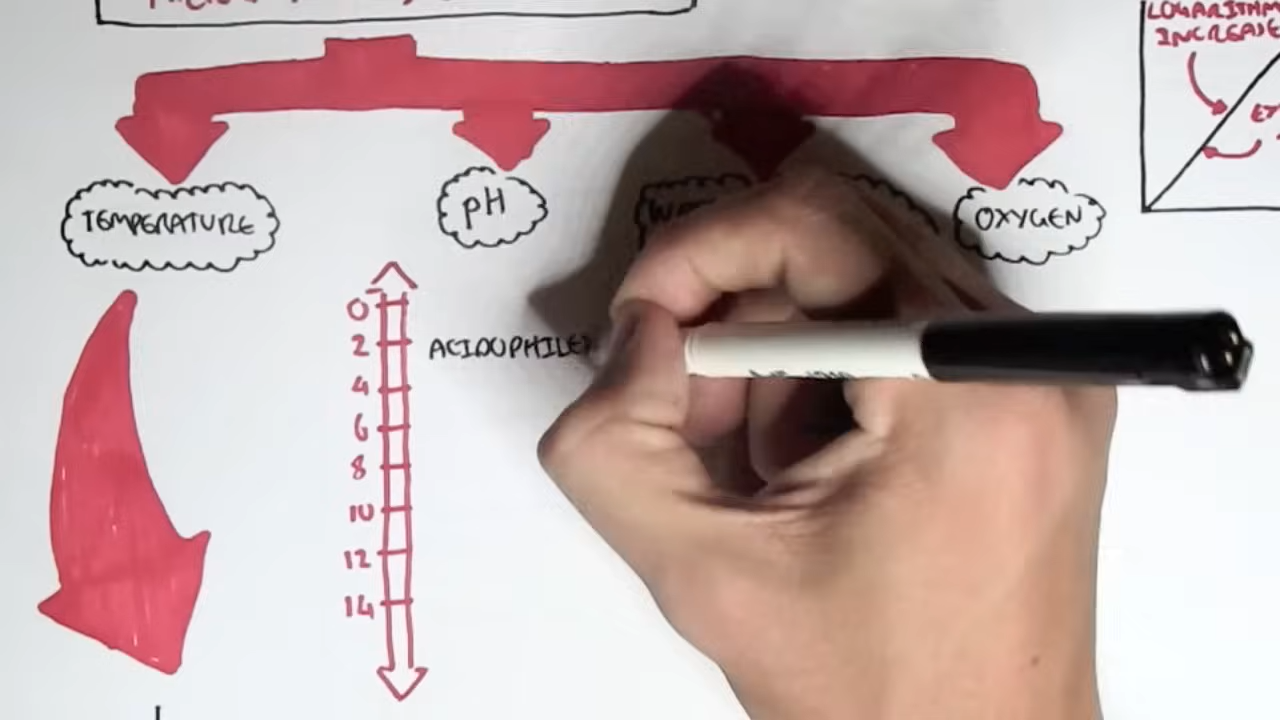 LOGARITHM
INCREASE
TEMPERATURE
pH
OXYGEN
0
2 ACIDOPHILE
4
6
8
10
12
14